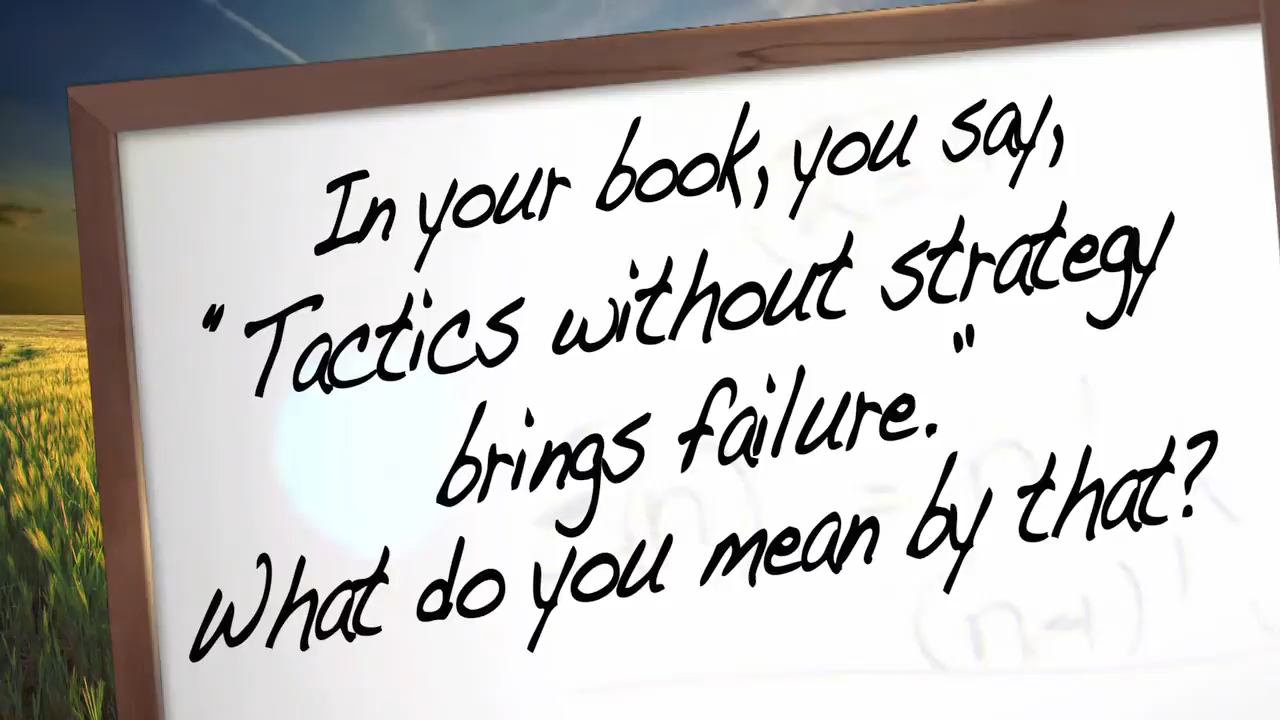 In your book, you say,
"Tactics without strategy
brings failure."
What do you mean by that?